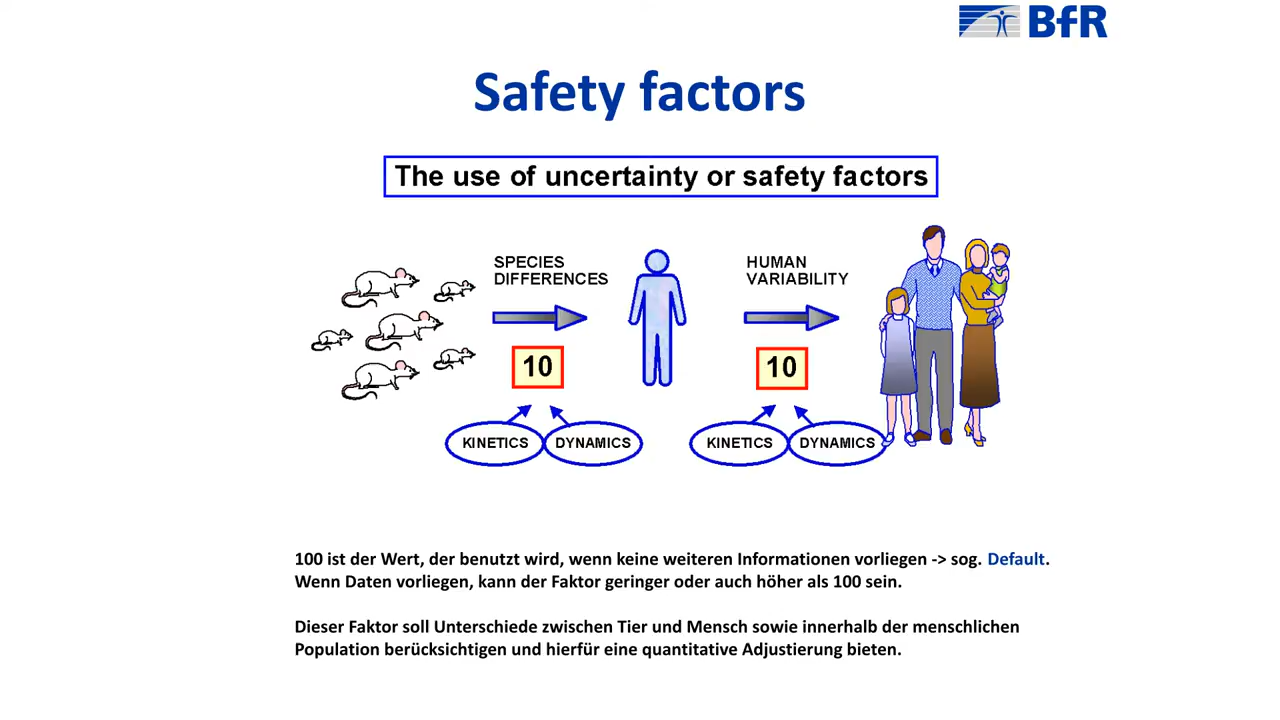 BfR
Safety factors
The use of uncertainty or safety factors
SPECIES
DIFFERENCES
10
KINETICS
DYNAMICS
HUMAN
VARIABILITY
10
KINETICS
DYNAMICS
100 ist der Wert, der benutzt wird, wenn keine weiteren Informationen vorliegen -> sog. Default.
Wenn Daten vorliegen, kann der Faktor geringer oder auch höher als 100 sein.
Dieser Faktor soll Unterschiede zwischen Tier und Mensch sowie innerhalb der menschlichen
Population berücksichtigen und hierfür eine quantitative Adjustierung bieten.